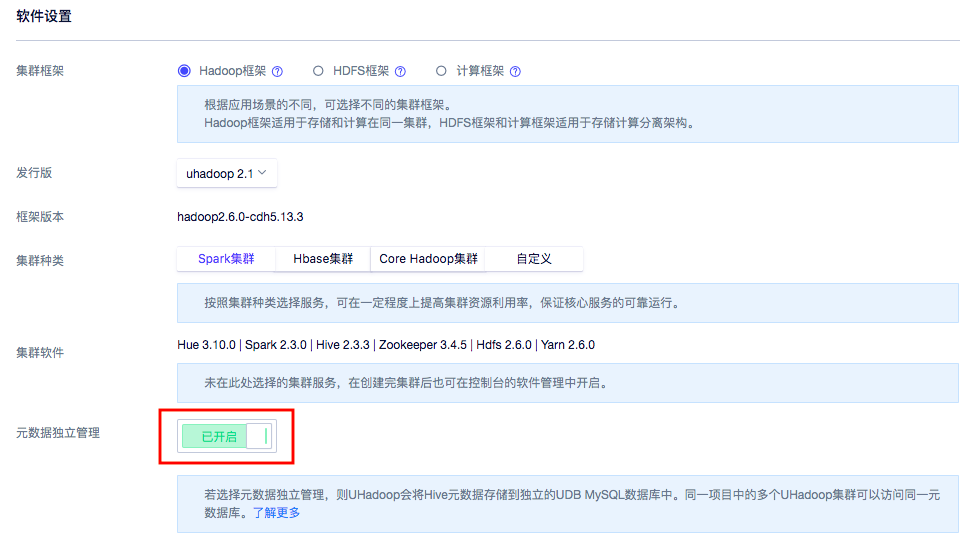 软件设置
集群框架
Hadoop框架 ? HDFS框架 ? 计算框架 ?
根据应用场景的不同，可选择不同的集群框架。
Hadoop框架适用于存储和计算在同一集群，HDFS框架和计算框架适用于存储计算分离架构。
发行版
uhadoop 2.1
框架版本
hadoop2.6.0-cdh5.13.3
集群种类
Spark集群 Hbase集群 Core Hadoop集群 自定义
按照集群种类选择服务，可在一定程度上提高集群资源利用率，保证核心服务的可靠运行。
集群软件
Hue 3.10.0 | Spark 2.3.0 | Hive 2.3.3 | Zookeeper 3.4.5 | Hdfs 2.6.0 | Yarn 2.6.0
未在此处选择的集群服务，在创建完集群后也可在控制台的软件管理中开启。
元数据独立管理
已开启
若选择元数据独立管理，则UHadoop会将Hive元数据存储到独立的UDB MySQL数据库中。同一项目中的多个UHadoop集群可以访问同一元
数据库。了解更多